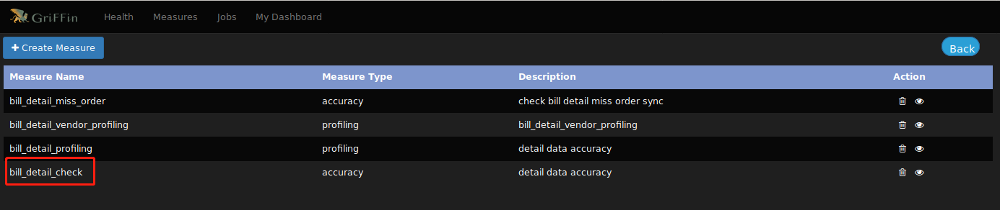 GriFFin Health Measures Jobs My Dashboard
Create Measure Back
Measure Name Measure Type Description Action
bill_detail_miss_order accuracy check bill detail miss order sync
bill_detail_vendor_profiling profiling bill_detail_vendor_profiling
bill_detail_profiling profiling detail data accuracy
bill_detail_check accuracy detail data accuracy